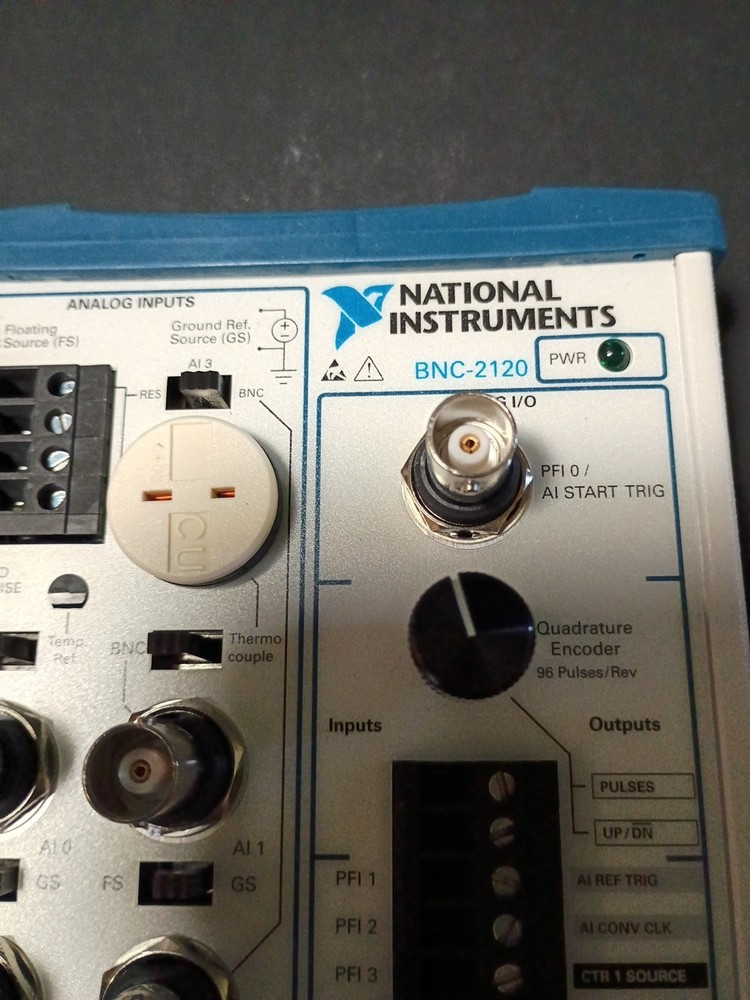 ANALOG INPUTS
Floating
Source (FS)
Ground Ref.
Source (GS)
AI 3
RES
BNC
CU
Temp.
Ref.
BNC
Thermo
couple
AI 0
GS
AI 1
FS
GS
NATIONAL
INSTRUMENTS
BNC-2120
PWR
I/O
PFI 0 /
AI START TRIG
Quadrature
Encoder
96 Pulses/Rev
Inputs
Outputs
PULSES
UP/DN
PFI 1
AI REF TRIG
PFI 2
AI CONV CLK
PFI 3
CTR 1 SOURCE